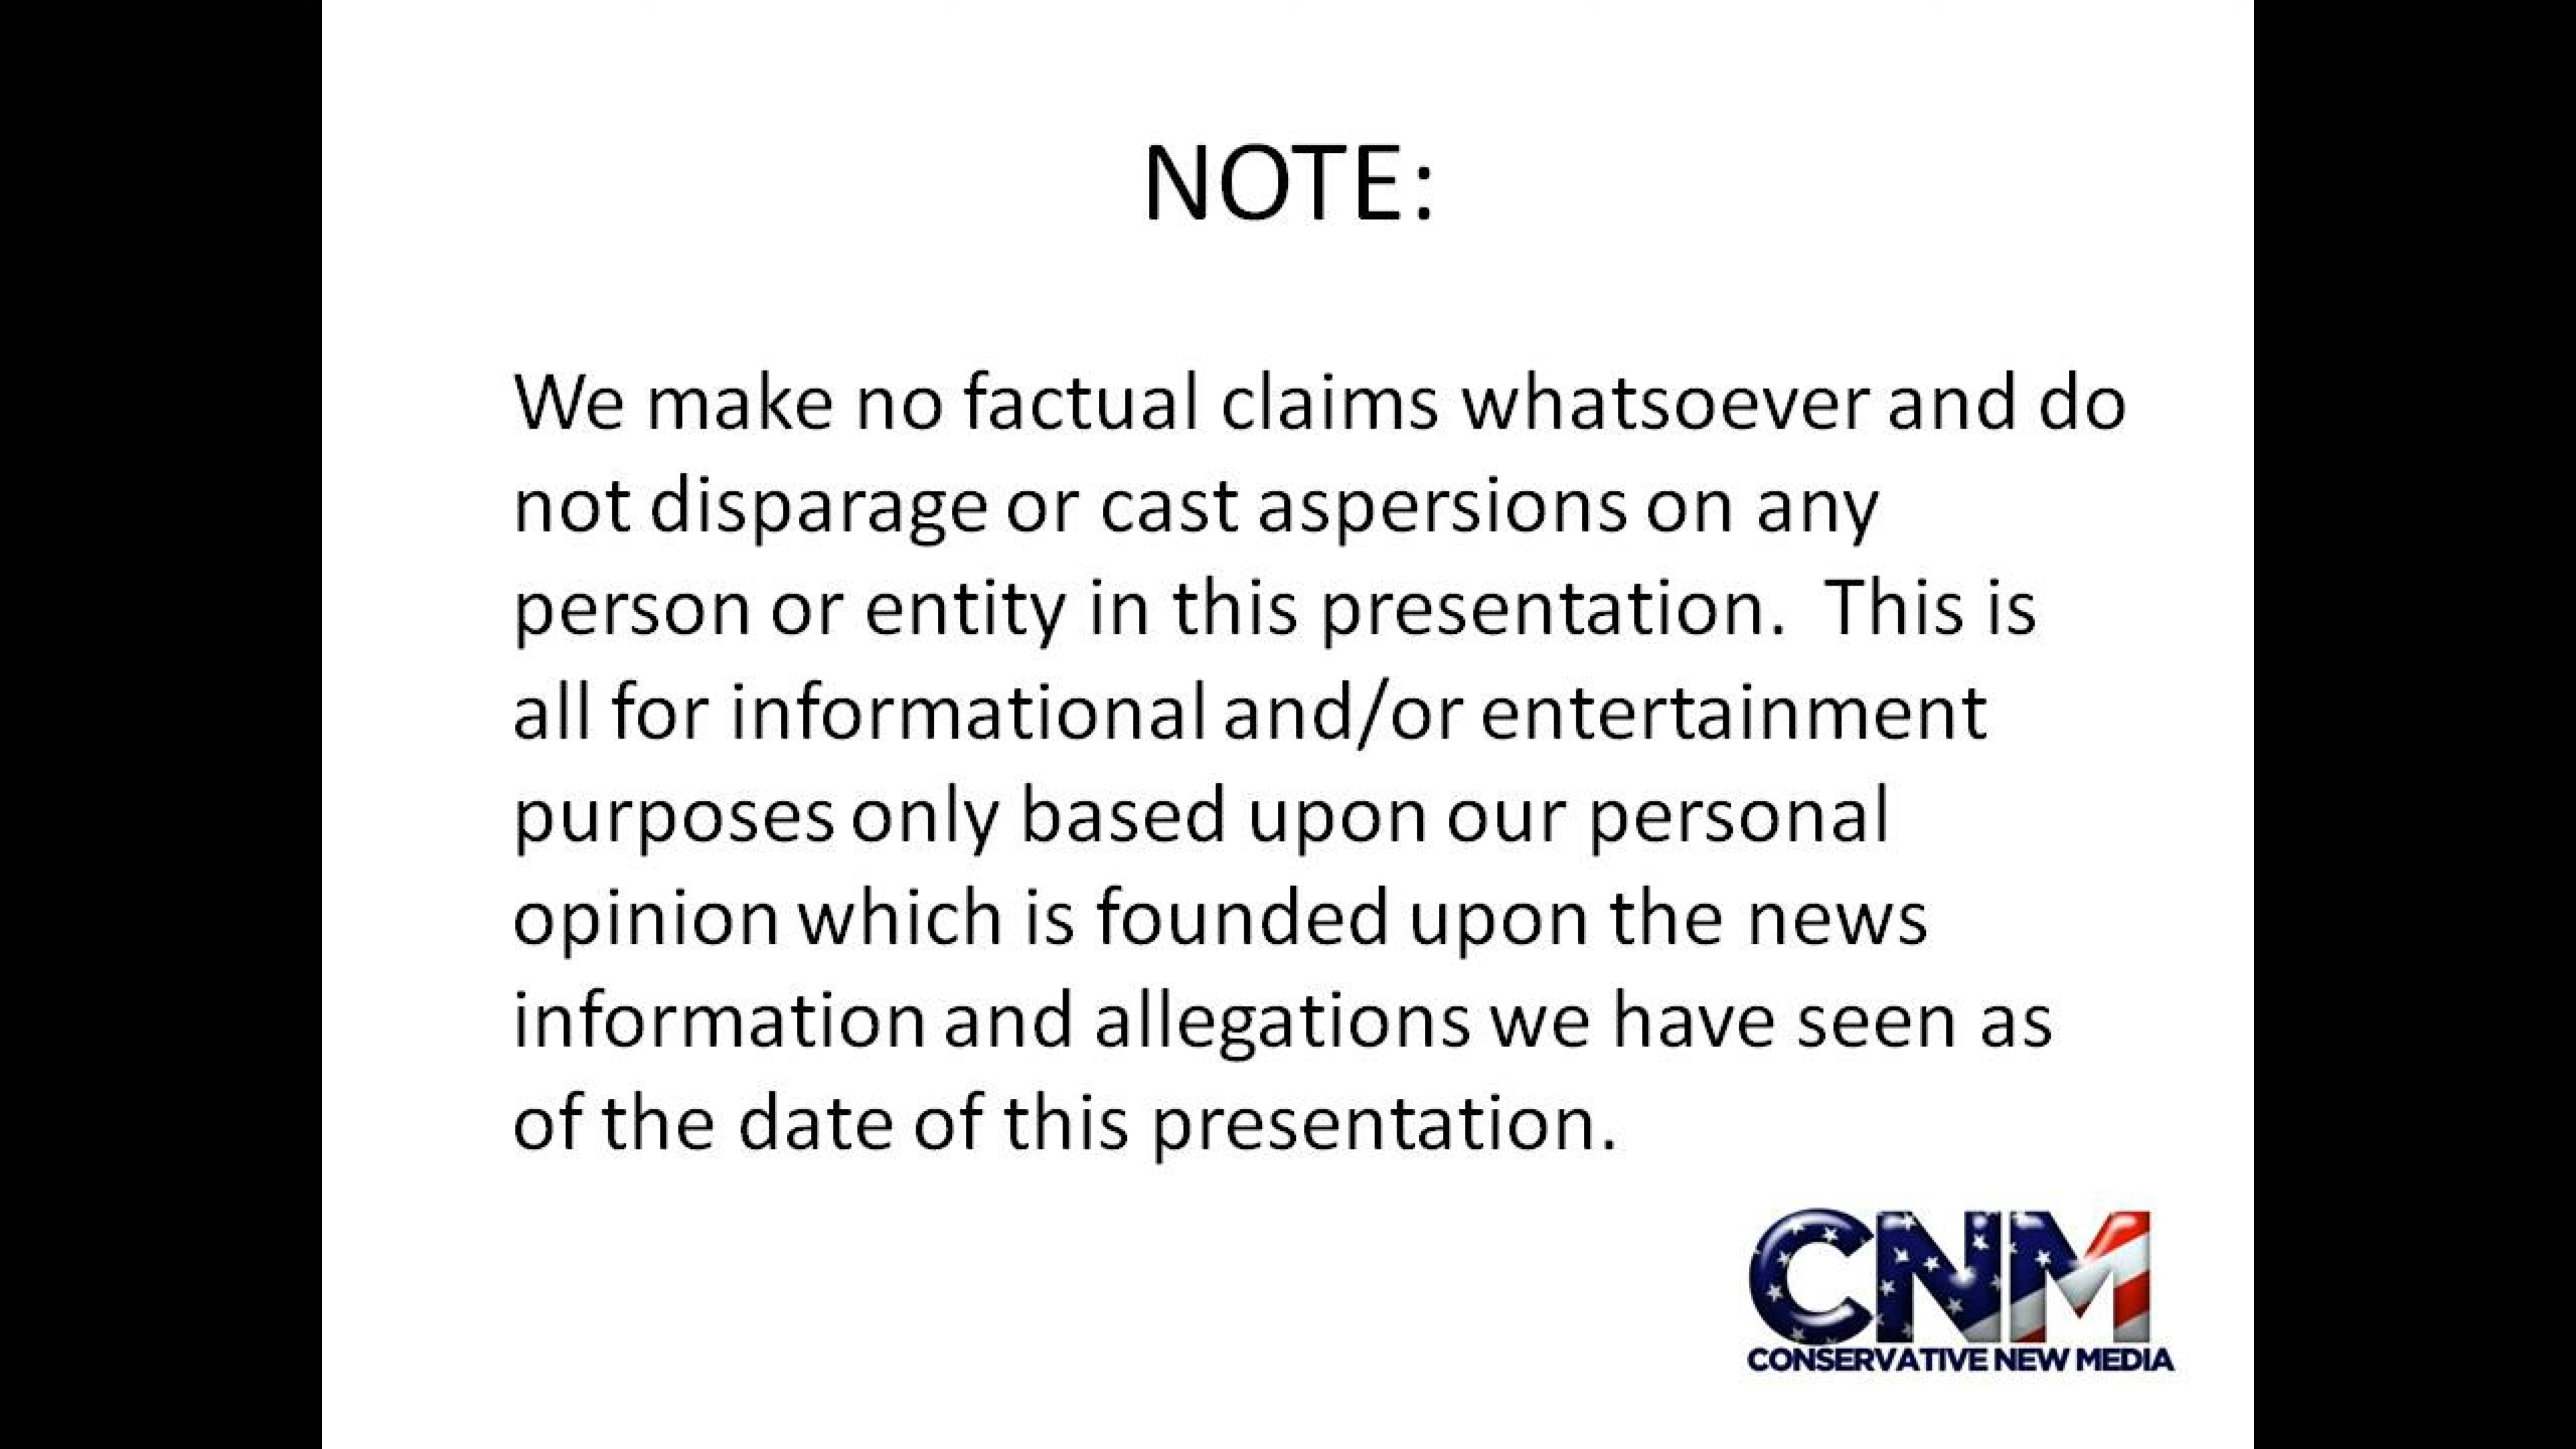 NOTE:
We make no factual claims whatsoever and do
not disparage or cast aspersions on any
person or entity in this presentation.  This is
all for informational and/or entertainment
purposes only based upon our personal
opinion which is founded upon the news
information and allegations we have seen as
of the date of this presentation.
CNM
CONSERVATIVE NEW MEDIA